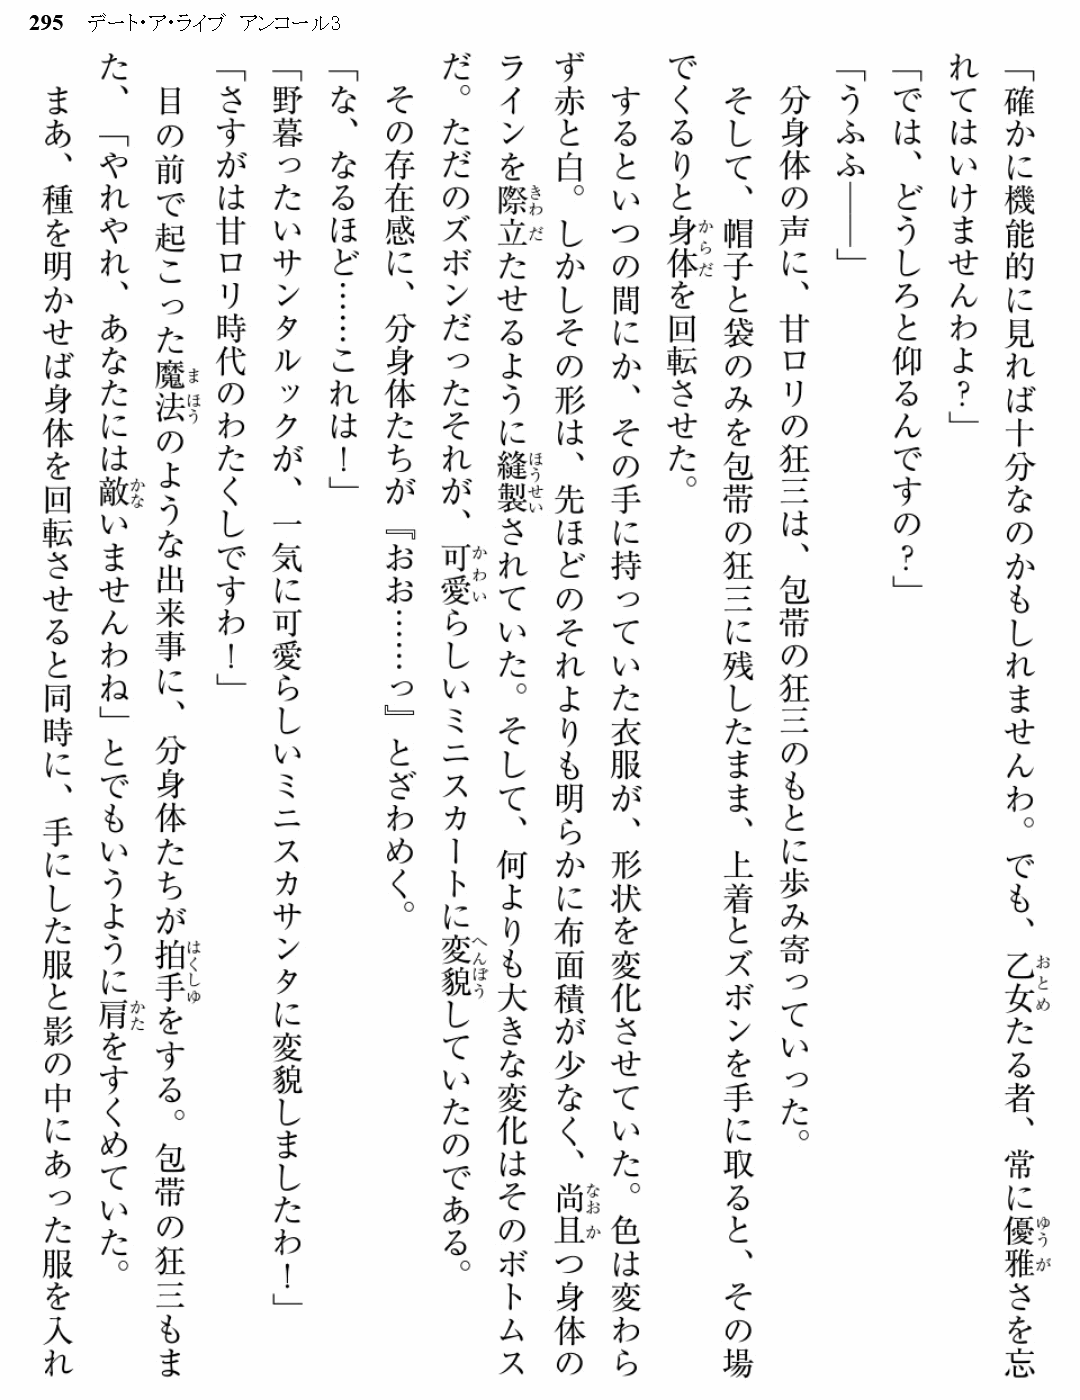 295 デート・ア・ライブ アンコール3
「確かに機能的に見れば十分なのかもしれませんわ。でも、乙女たる者、常に優雅さを忘
れてはいけませんわよ?」
「では、どうしろと仰るんですの?」
「うふふ――」
分身体の声に、甘ロリの狂三は、包帯の狂三のもとに歩み寄っていった。
そして、帽子と袋のみを包帯の狂三に残したまま、上着とズボンを手に取ると、その場
でくるりと身体を回転させた。
するといつの間にか、その手に持っていた衣服が、形状を変化させていた。色は変わら
ず赤と白。しかしその形は、先ほどのそれよりも明らかに布面積が少なく、尚且つ身体の
ラインを際立たせるように縫製されていた。そして、何よりも大きな変化はそのボトムス
だ。ただのズボンだったそれが、可愛らしいミニスカートに変貌していたのである。
その存在感に、分身体たちが『おお……っ』とざわめく。
「な、なるほど……これは!」
「野暮ったいサンタルックが、一気に可愛らしいミニスカサンタに変貌しましたわ!」
「さすがは甘ロリ時代のわたくしですわ!」
目の前で起こった魔法のような出来事に、分身体たちが拍手をする。包帯の狂三もま
た、「やれやれ、あなたには敵いませんわね」とでもいうように肩をすくめていた。
まあ、種を明かせば身体を回転させると同時に、手にした服と影の中にあった服を入れ